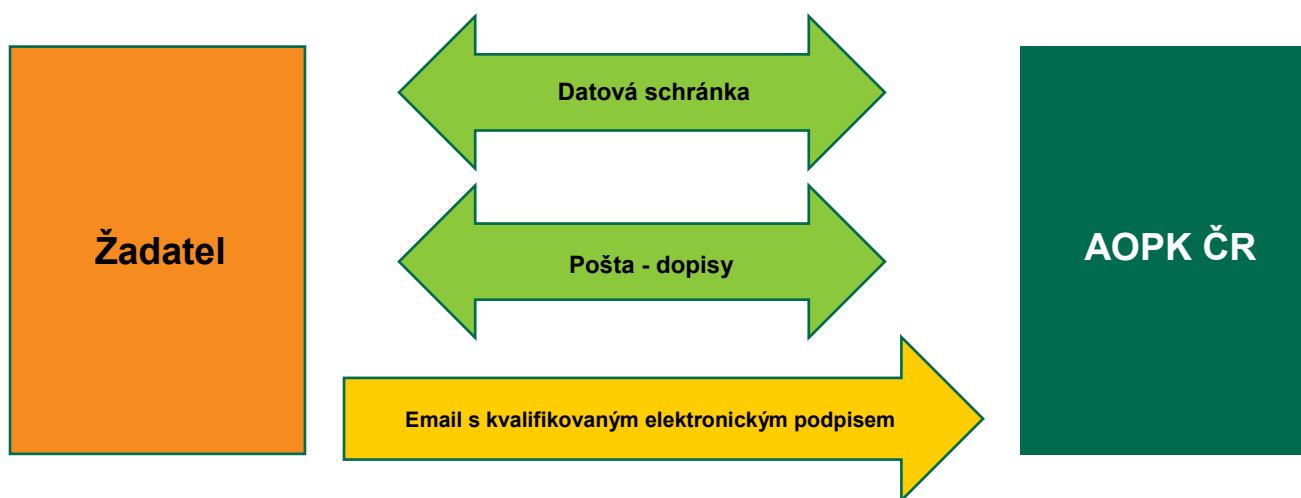 Datová schránka
Žadatel
AOPK ČR
Pošta - dopisy
Email s kvalifikovaným elektronickým podpisem